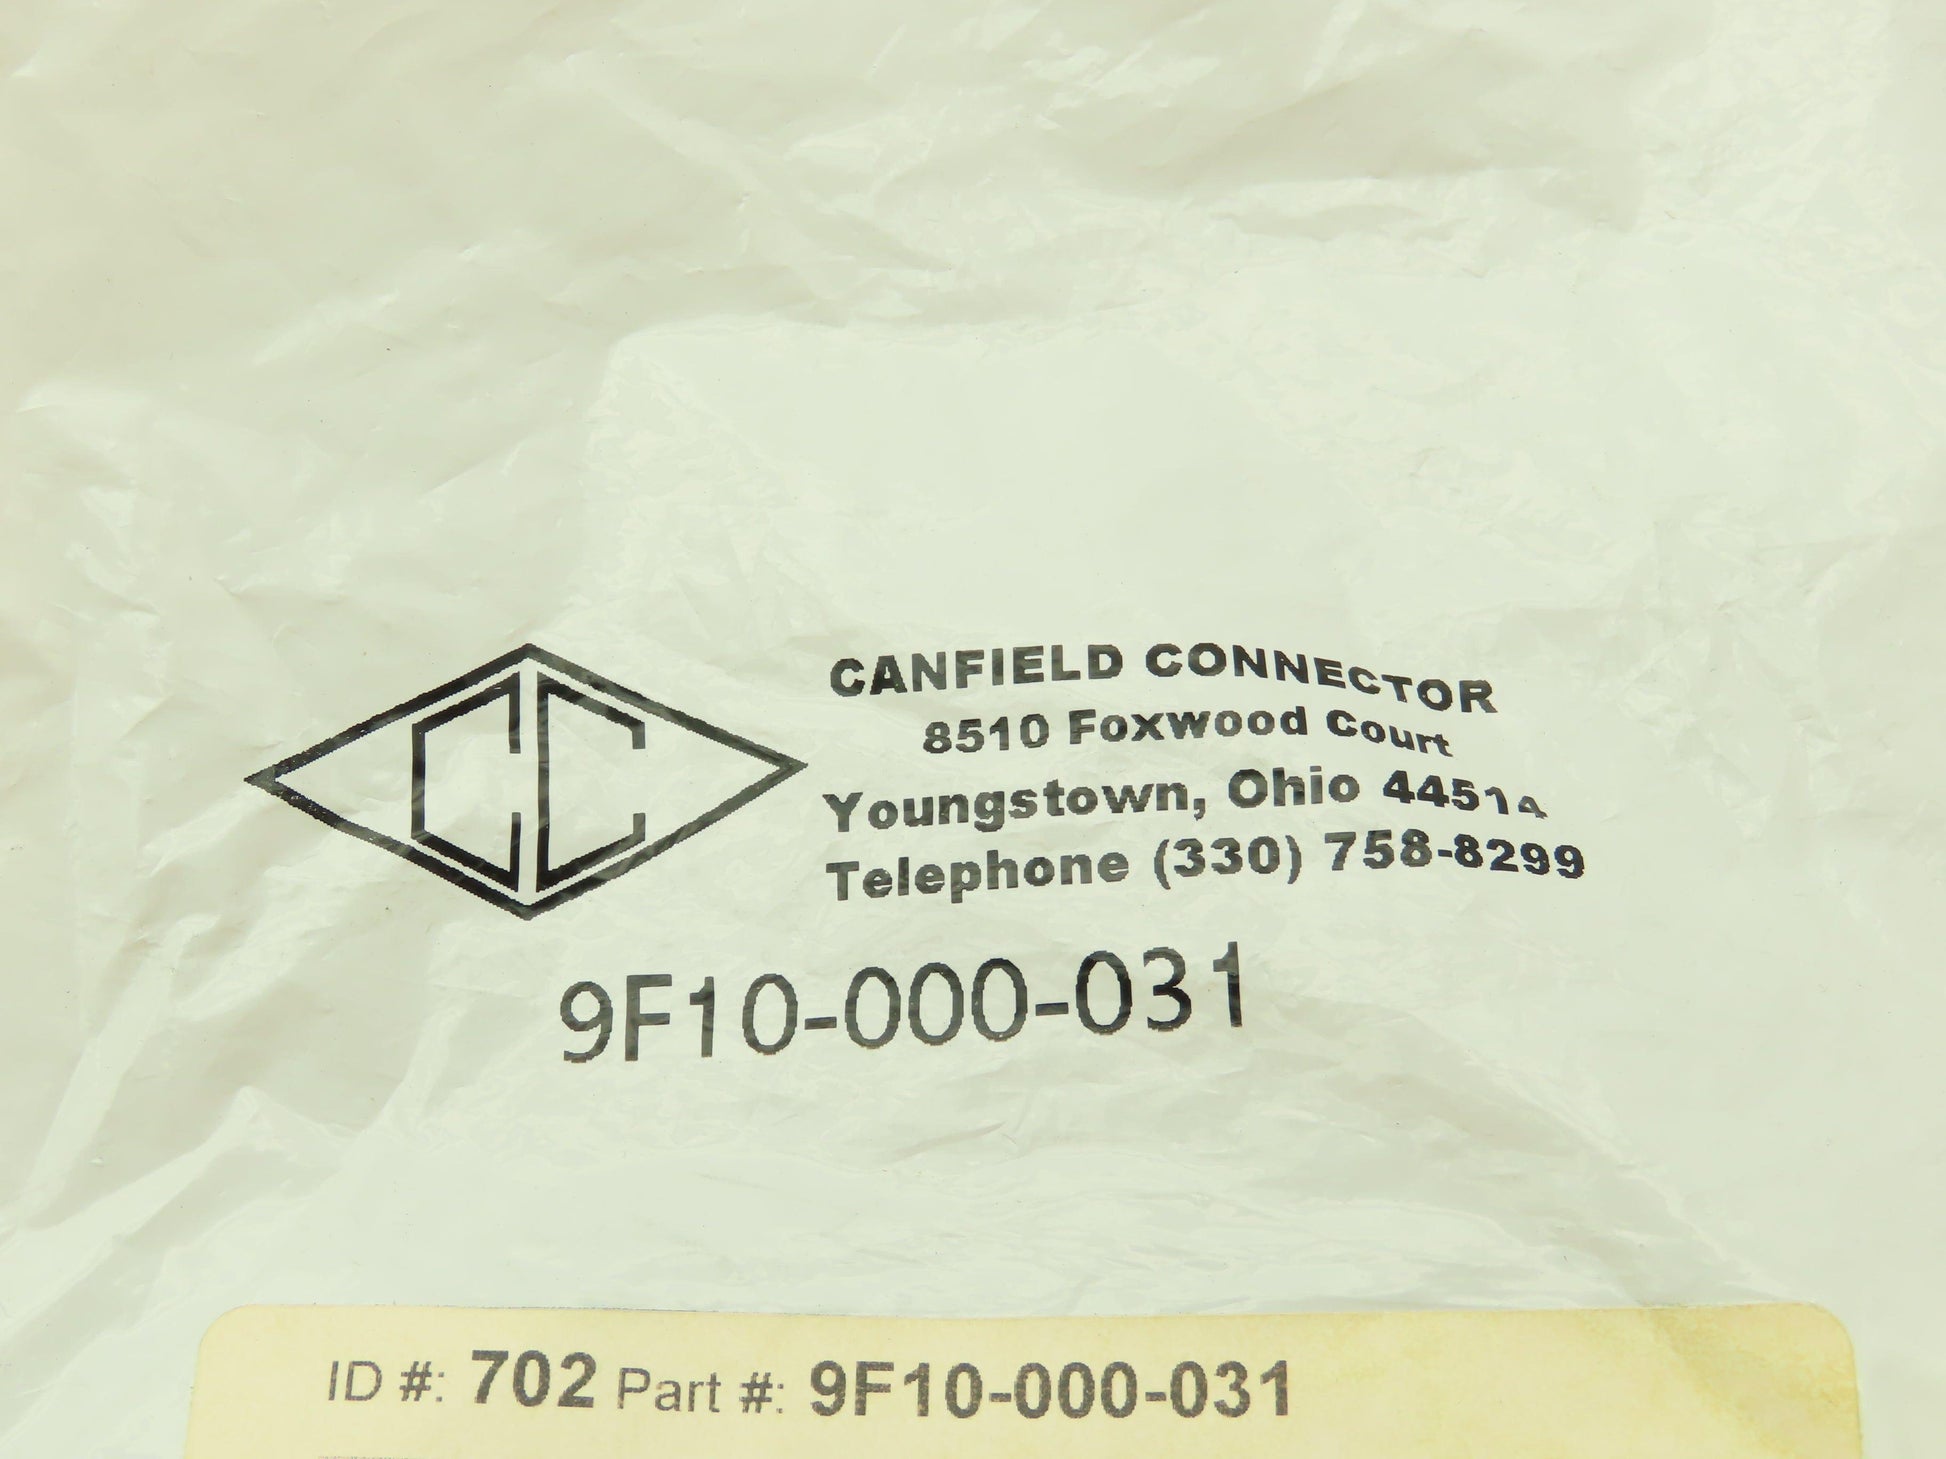 CC
CANFIELD CONNECTOR
8510 Foxwood Court
Youngstown, Ohio 44514
Telephone (330) 758-8299
9F10-000-031
ID #: 702 Part #: 9F10-000-031